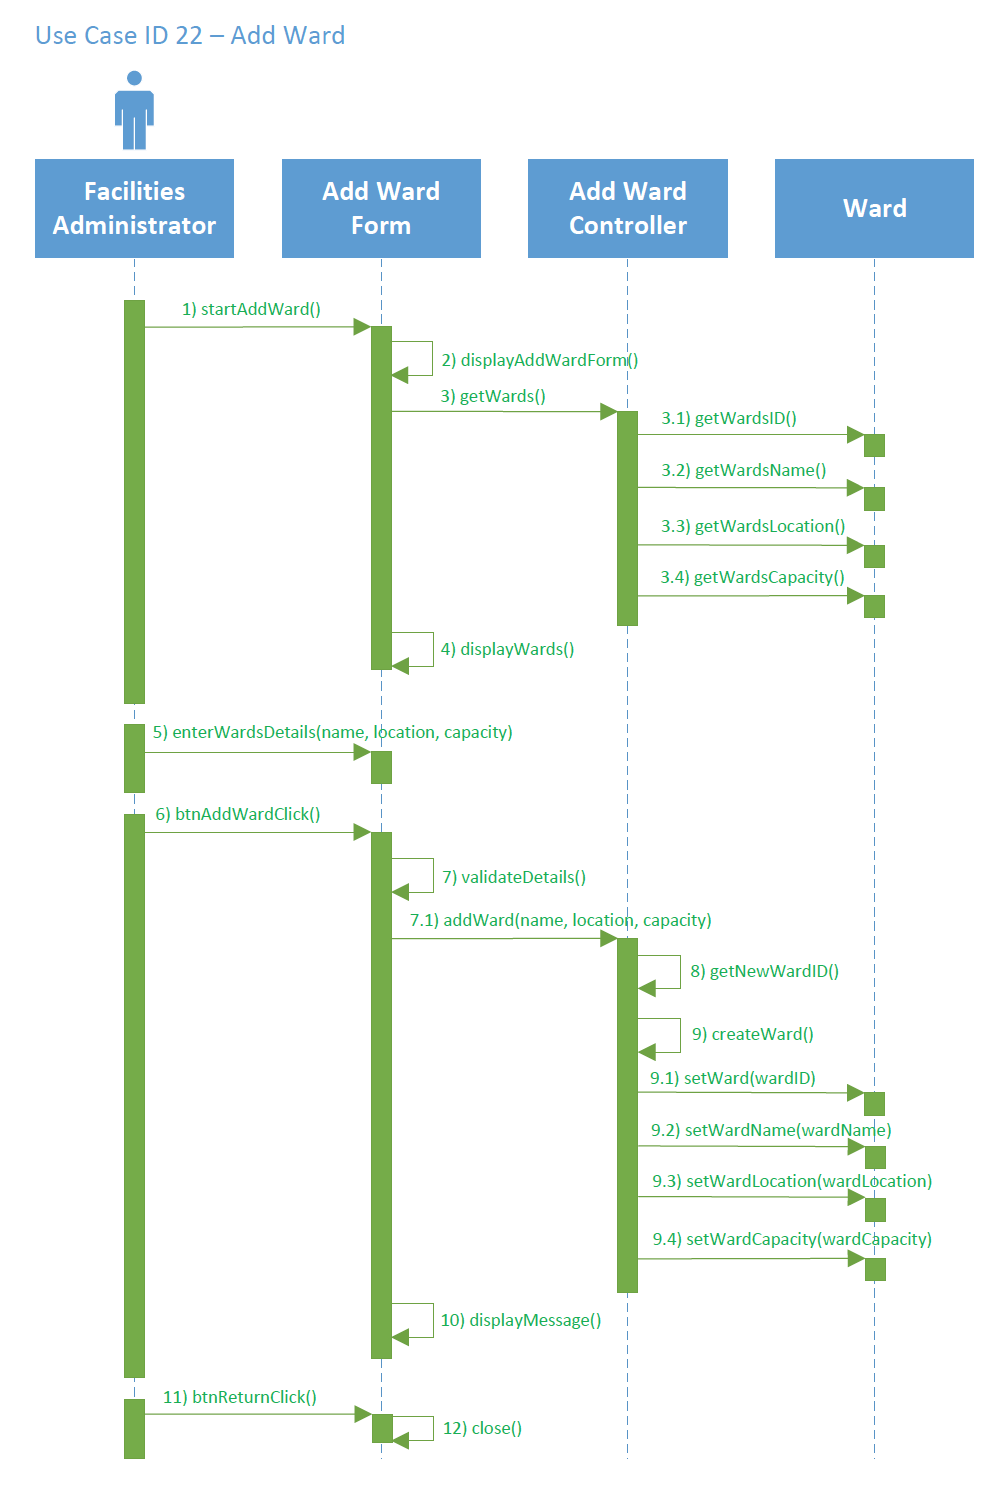 Use Case ID 22 – Add Ward
Facilities
Administrator
Add Ward
Form
Add Ward
Controller
Ward
1) startAddWard()
2) displayAddWardForm()
3) getWards()
3.1) getWardsID()
3.2) getWardsName()
3.3) getWardsLocation()
3.4) getWardsCapacity()
4) displayWards()
5) enterWardsDetails(name, location, capacity)
6) btnAddWardClick()
7) validateDetails()
7.1) addWard(name, location, capacity)
8) getNewWardID()
9) createWard()
9.1) setWard(wardID)
9.2) setWardName(wardName)
9.3) setWardLocation(wardLocation)
9.4) setWardCapacity(wardCapacity)
10) displayMessage()
11) btnReturnClick()
12) close()